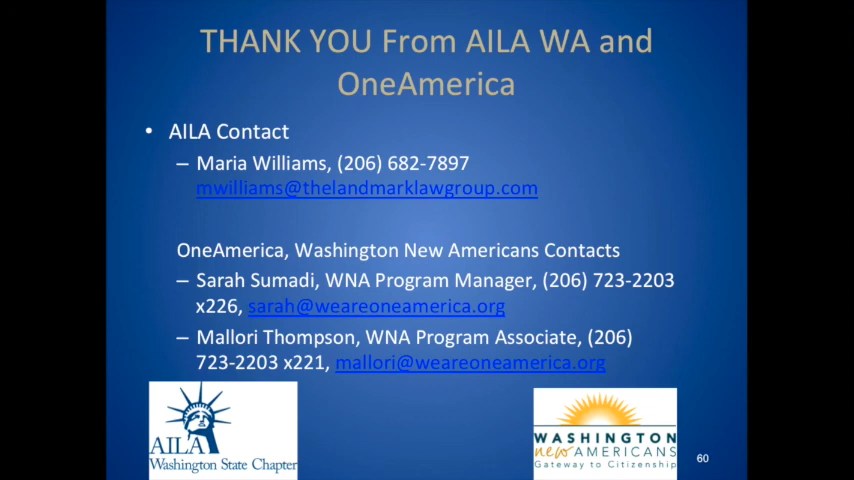 THANK YOU From AILA WA and
OneAmerica
• AILA Contact
– Maria Williams, (206) 682-7897
mwilliams@thelandmarklawgroup.com
OneAmerica, Washington New Americans Contacts
– Sarah Sumadi, WNA Program Manager, (206) 723-2203
x226, sarah@weareoneamerica.org
– Mallori Thompson, WNA Program Associate, (206)
723-2203 x221, mallori@weareoneamerica.org
AILA
Washington State Chapter
WASHINGTON
new AMERICANS
Gateway to Citizenship
60